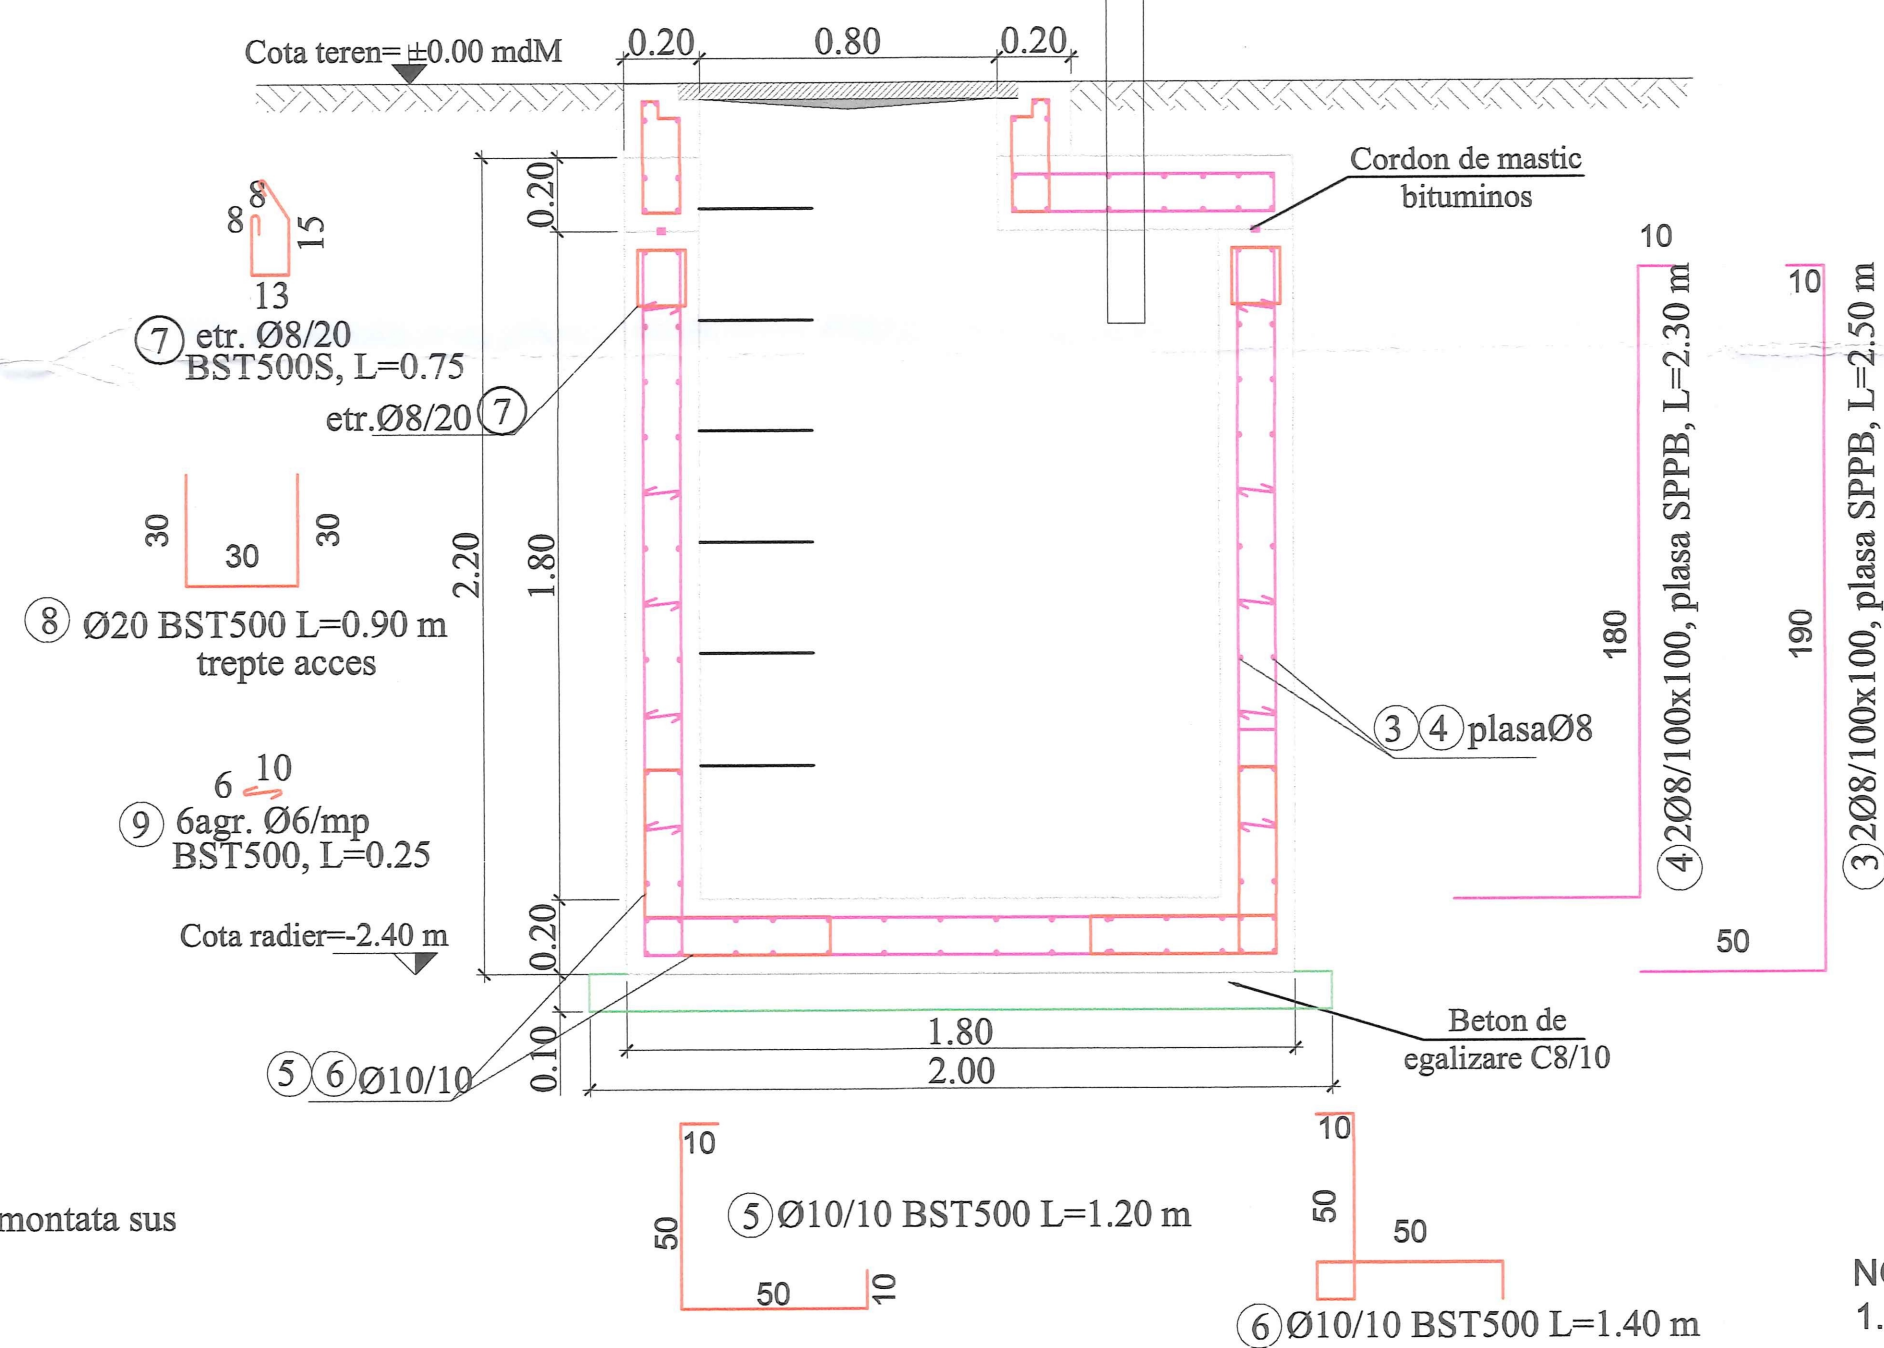 Cota teren= ±0.00 mdM
0.20
0.80
0.20
Cordon de mastic
bituminos
8
8
15
13
7 etr. Ø8/20
BST500S, L=0.75
etr.Ø8/20 7
0.20
2.20
1.80
30
30
30
8 Ø20 BST500 L=0.90 m
trepte acces
6 10
9 6agr. Ø6/mp
BST500, L=0.25
Cota radier=-2.40 m
0.20
0.10
5 6 Ø10/10
1.80
2.00
3 4 plasaØ8
Beton de
egalizare C8/10
10
180
4 2Ø8/100x100, plasa SPPB, L=2.30 m
10
190
50
3 2Ø8/100x100, plasa SPPB, L=2.50 m
montata sus
10
50
50
10
5 Ø10/10 BST500 L=1.20 m
10
50
50
6 Ø10/10 BST500 L=1.40 m
1.